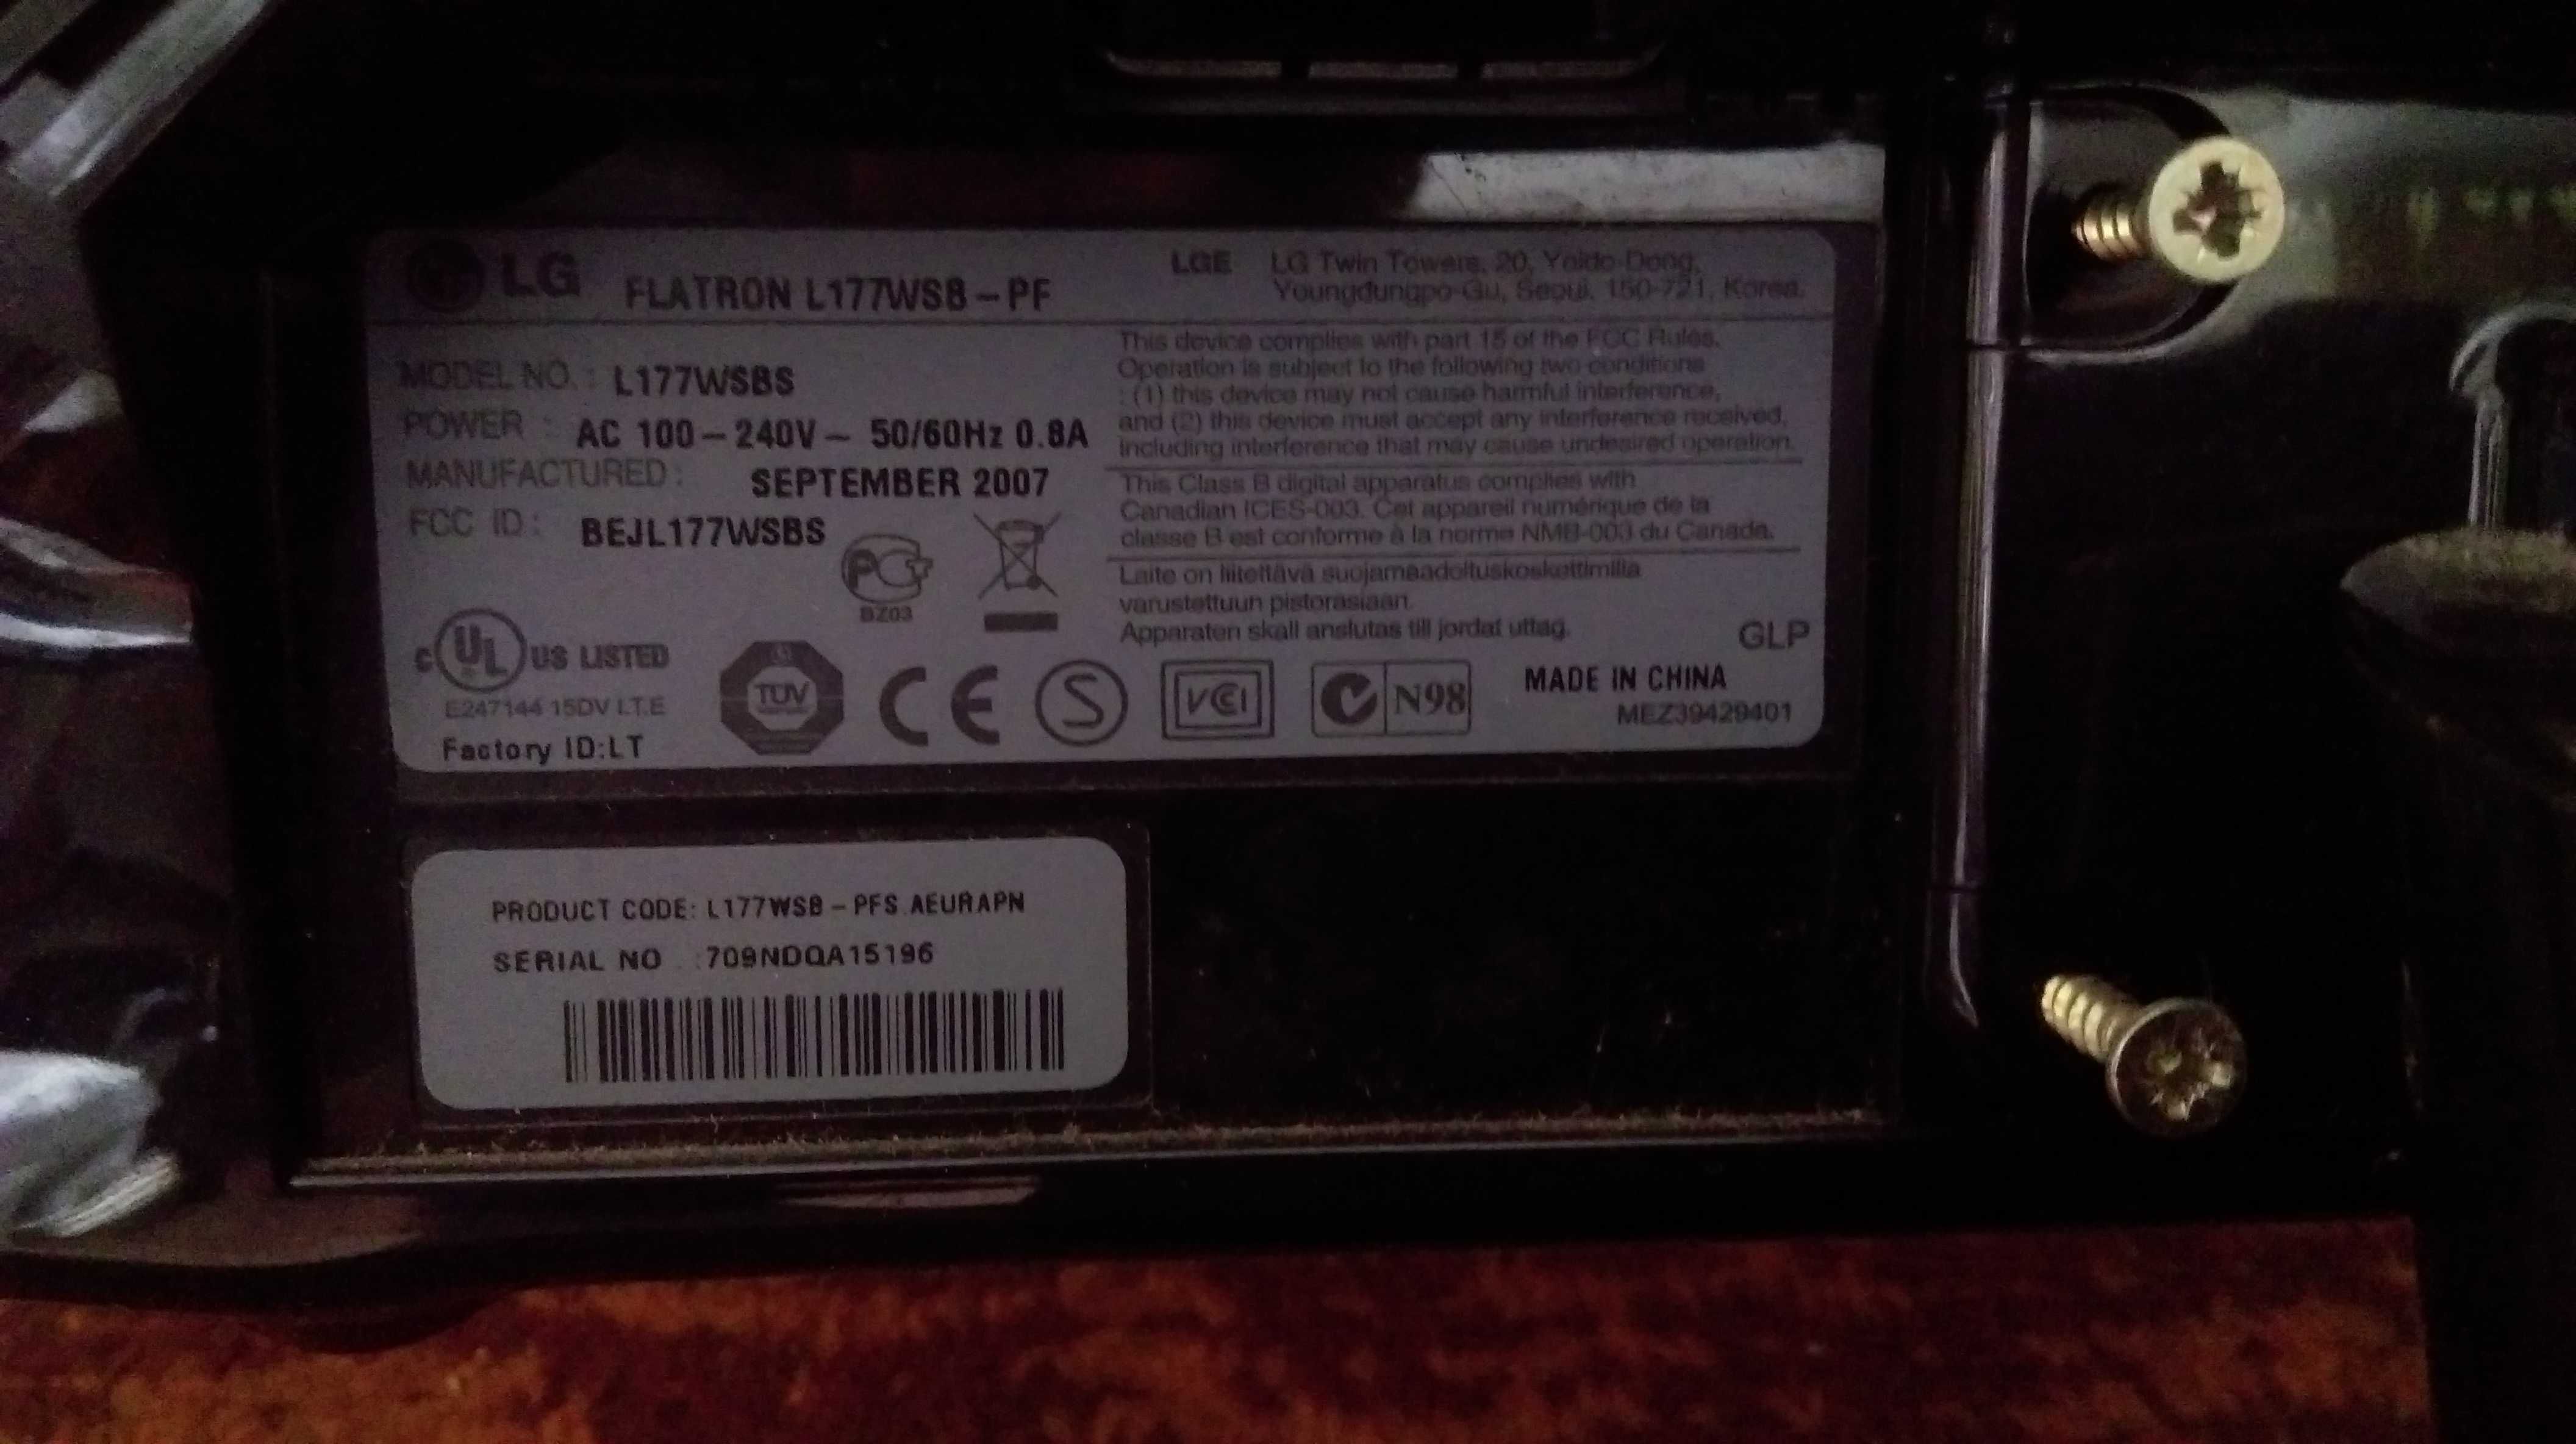 LG FLATRON L177WSB – PF
LGE LG Twin Towers, 20, Yoido-Dong,
Youngdungpo-Gu, Seoul, 150-721, Korea.
MODEL NO. : L177WSBS
POWER : AC 100 – 240V ~ 50/60Hz 0.8A
MANUFACTURED : SEPTEMBER 2007
FCC ID : BEJL177WSBS
PG
BZ03
c UL US LISTED
E247144 15DV I.T.E
Factory ID:LT
This device complies with part 15 of the FCC Rules.
Operation is subject to the following two conditions
: (1) this device may not cause harmful interference,
and (2) this device must accept any interference received,
including interference that may cause undesired operation.
This Class B digital apparatus complies with
Canadian ICES-003. Cet appareil numérique de la
classe B est conforme à la norme NMB-003 du Canada.
Laite on liitettävä suojamaadoituskoskettimilla
varustettuun pistorasiaan.
Apparaten skall anslutas till jordat uttag.
GLP
TUV CE S VCI N98
MADE IN CHINA
MEZ39429401
PRODUCT CODE: L177WSB – PFS.AEURAPN
SERIAL NO : 709NDQA15196